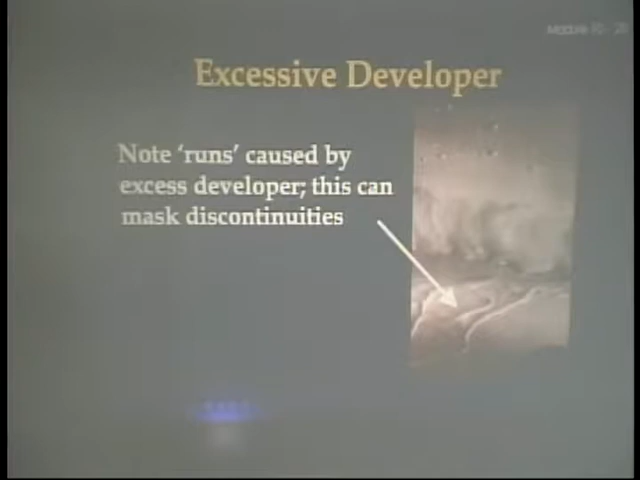 Excessive Developer
Note 'runs' caused by
excess developer; this can
mask discontinuities